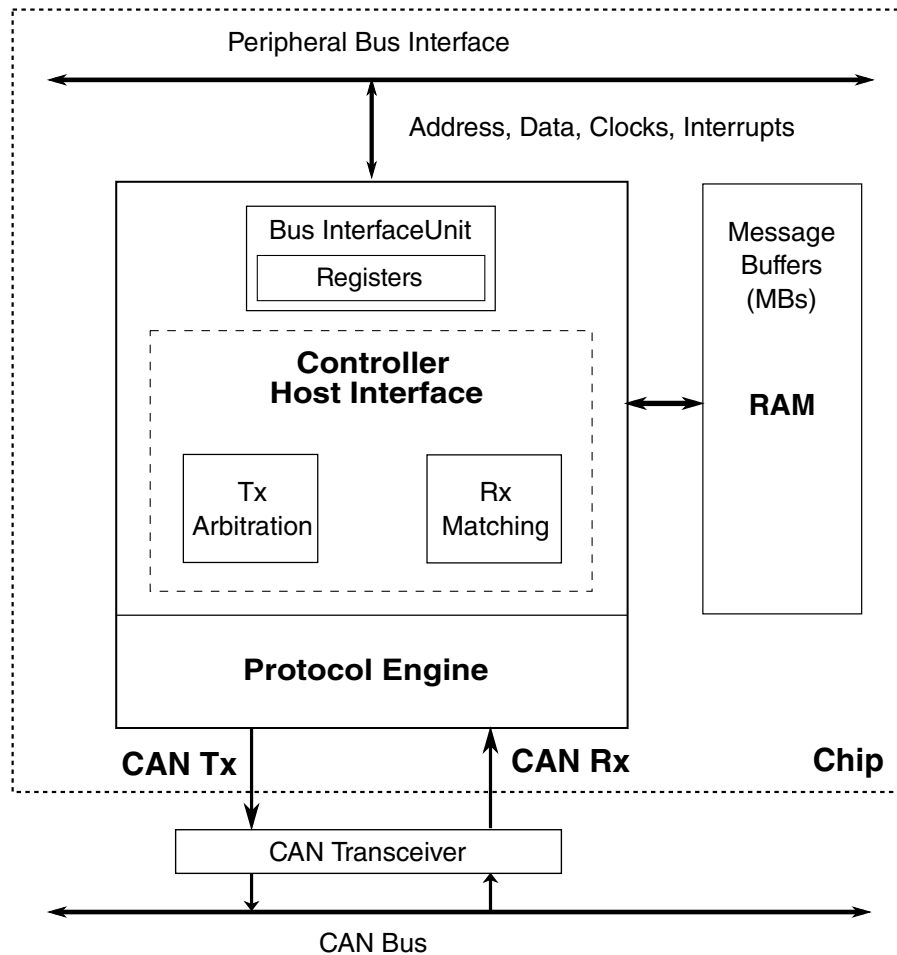 Peripheral Bus Interface
Address, Data, Clocks, Interrupts
Bus InterfaceUnit
Registers
Message
Buffers
(MBs)
RAM
Controller
Host Interface
Tx
Arbitration
Rx
Matching
Protocol Engine
CAN Tx
CAN Rx
Chip
CAN Transceiver
CAN Bus